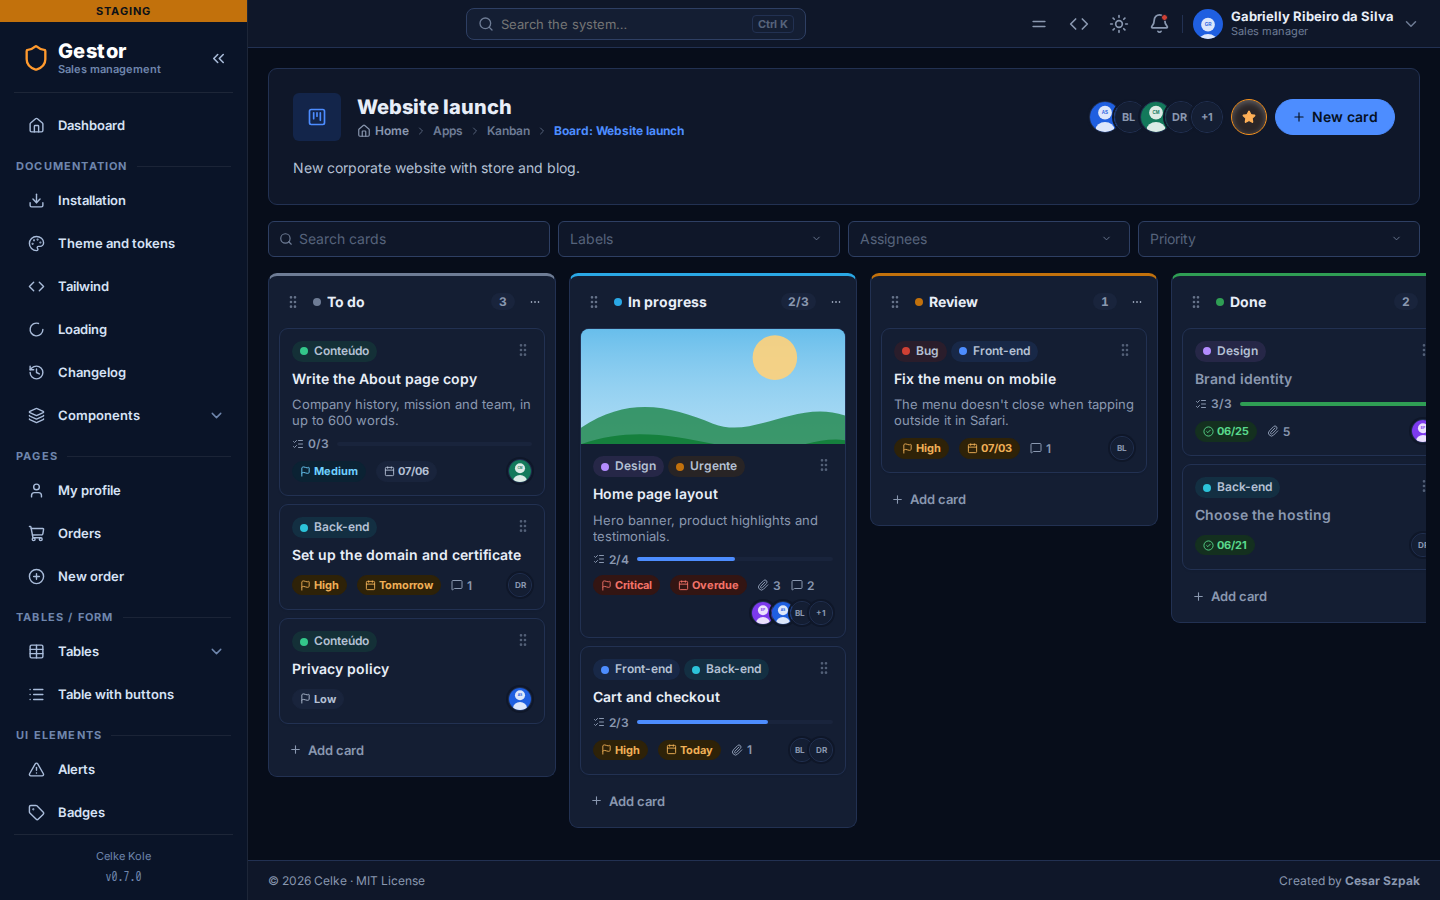 STAGING
Gestor
Sales management
Dashboard
DOCUMENTATION
Installation
Theme and tokens
Tailwind
Loading
Changelog
Components
PAGES
My profile
Orders
New order
TABLES / FORM
Tables
Table with buttons
UI ELEMENTS
Alerts
Badges
Celke Kole
v0.7.0
Search the system...
Ctrl K
Gabrielly Ribeiro da Silva
Sales manager
Website launch
Home
Apps
Kanban
Board: Website launch
BL
DR
+1
New card
New corporate website with store and blog.
Search cards
Labels
Assignees
Priority
To do
3
Conteúdo
Write the About page copy
Company history, mission and team, in
up to 600 words.
0/3
Medium
07/06
Back-end
Set up the domain and certificate
High
Tomorrow
1
DR
Conteúdo
Privacy policy
Low
Add card
In progress
2/3
Design
Urgente
Home page layout
Hero banner, product highlights and
testimonials.
2/4
Critical
Overdue
3
2
BL
+1
Front-end
Back-end
Cart and checkout
2/3
High
Today
1
BL
DR
Add card
Review
1
Bug
Front-end
Fix the menu on mobile
The menu doesn't close when tapping
outside it in Safari.
High
07/03
1
BL
Add card
Done
2
Design
Brand identity
3/3
06/25
5
Back-end
Choose the hosting
06/21
Add card
© 2026 Celke · MIT License
Created by Cesar Szpak